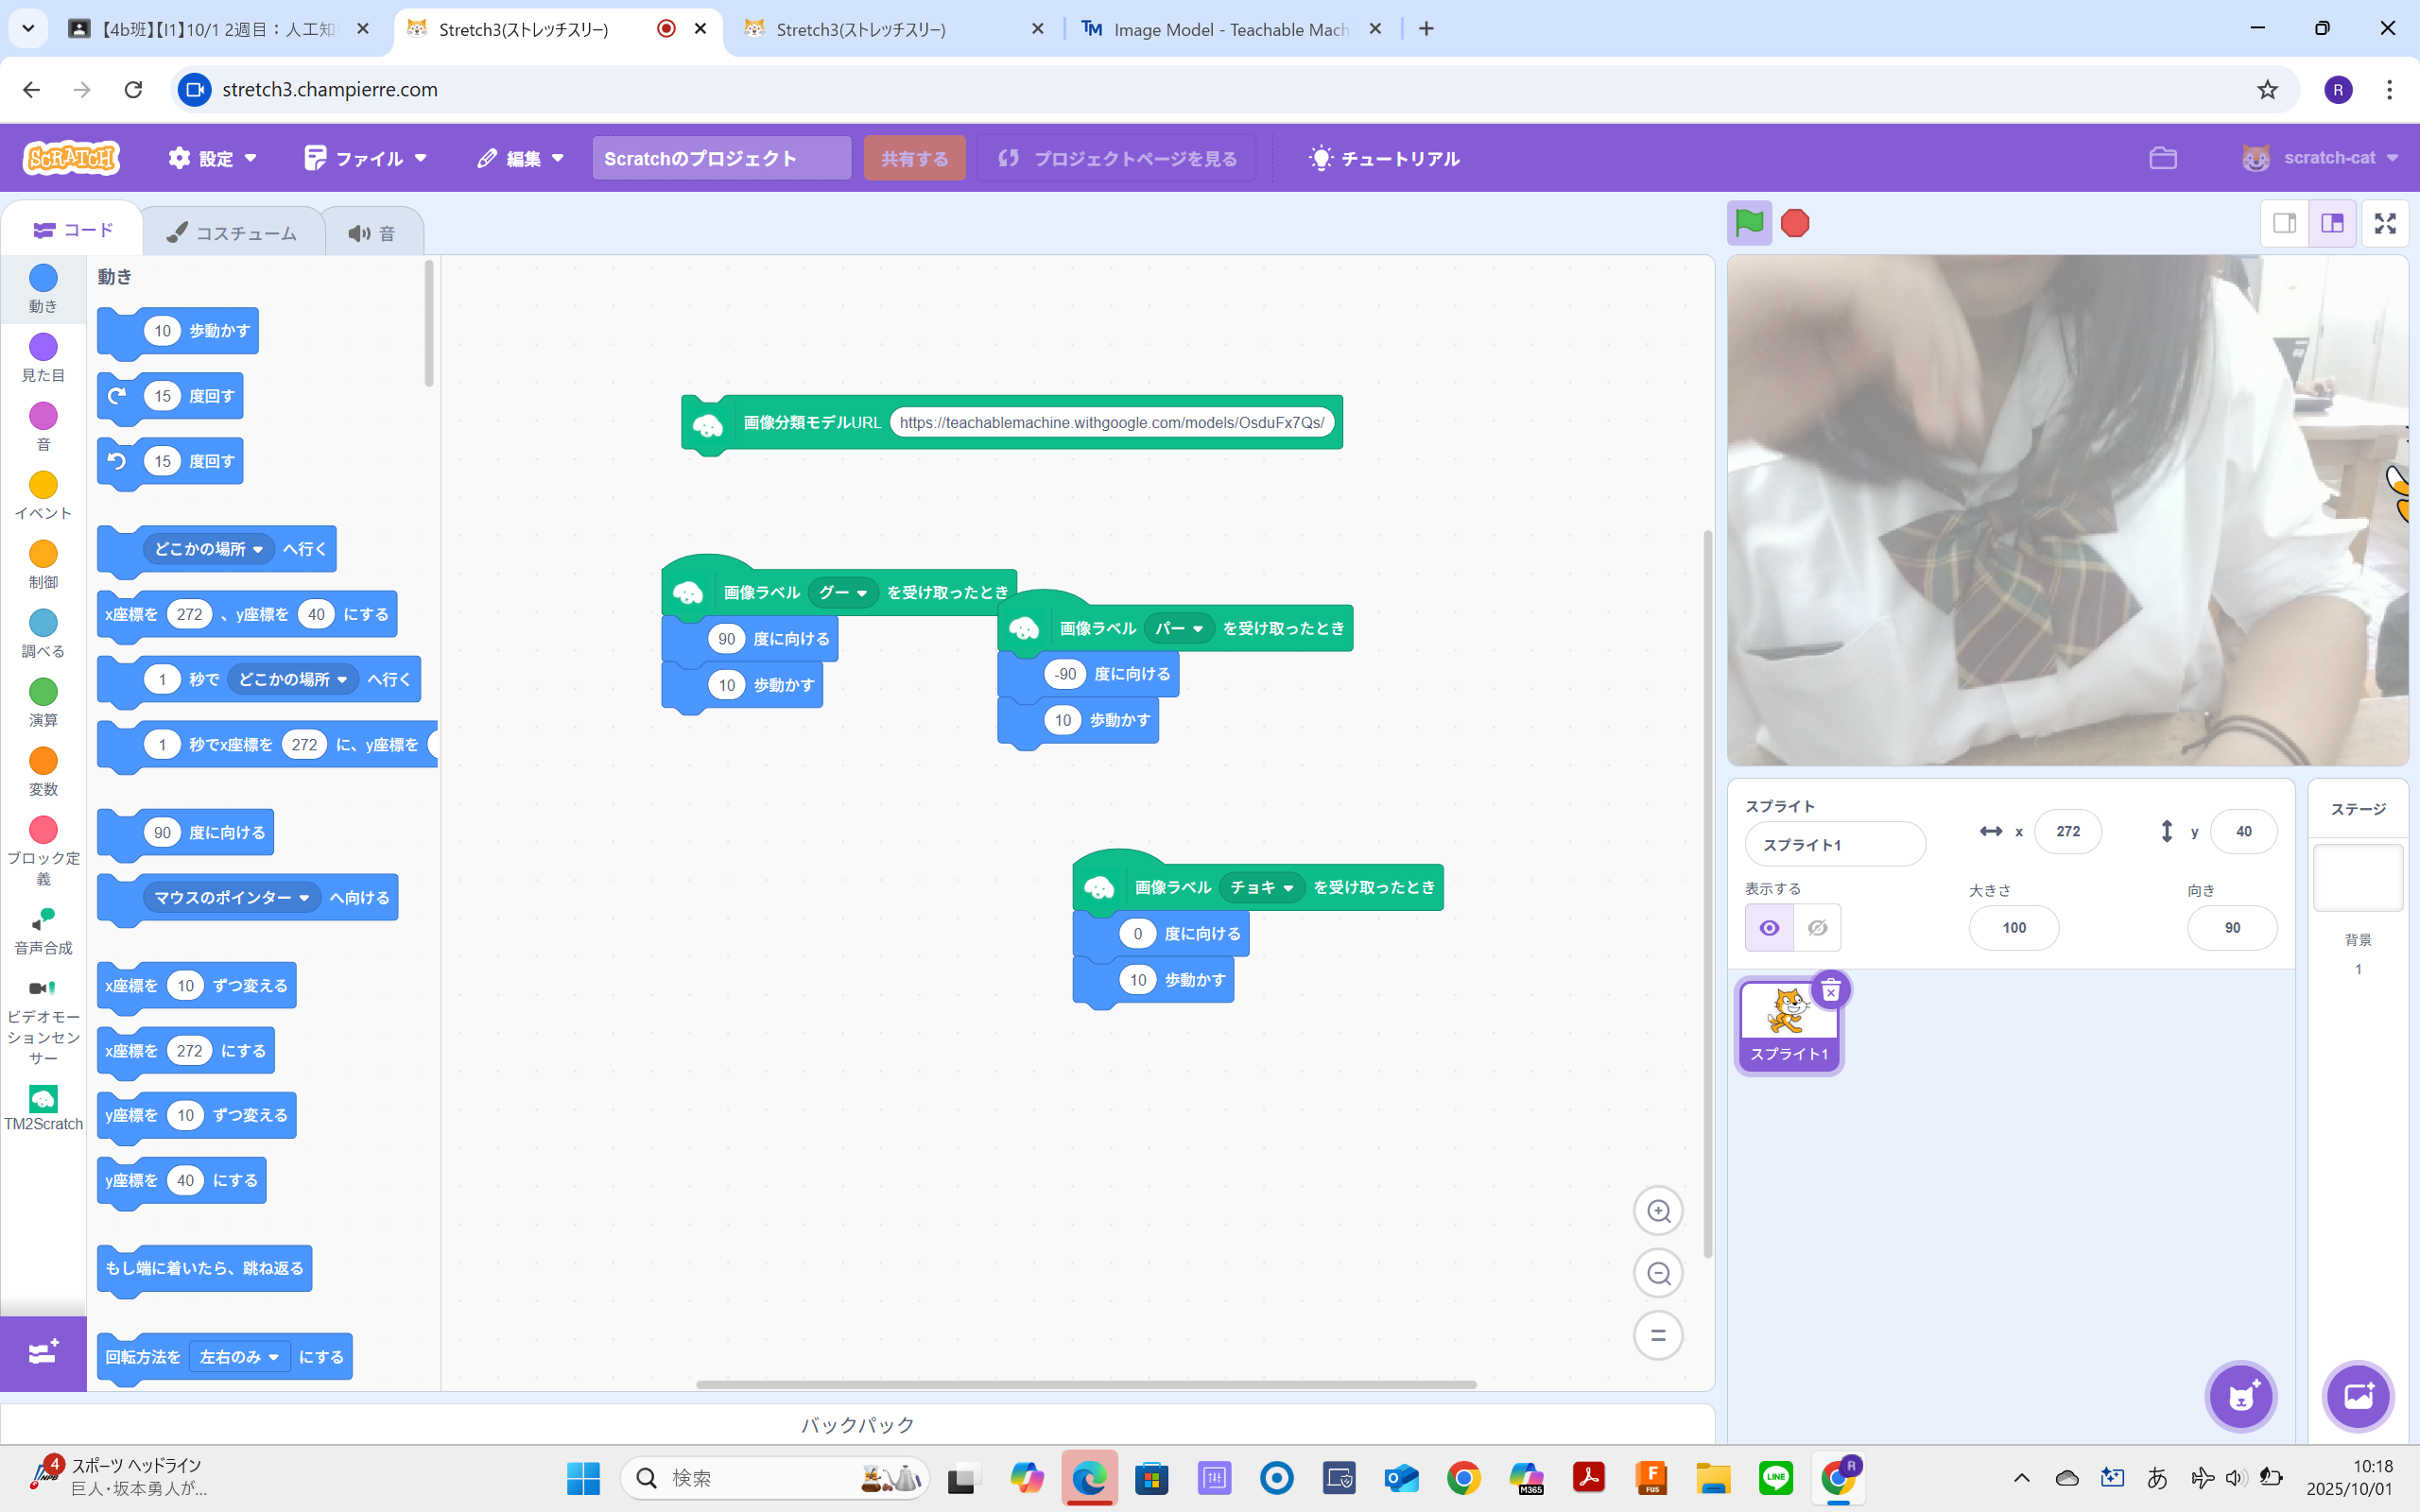 【4b班】【I1】10/1 2週目：人工知
Stretch3(ストレッチスリー)
Stretch3(ストレッチスリー)
TM Image Model - Teachable Mach
stretch3.champierre.com
R
SCRATCH
設定
ファイル
編集
Scratchのプロジェクト
共有する
プロジェクトページを見る
チュートリアル
scratch-cat
コード
コスチューム
音
動き
見た目
音
イベント
制御
調べる
演算
変数
ブロック定義
音声合成
ビデオモーションセンサー
TM2Scratch
動き
10 歩動かす
15 度回す
15 度回す
どこかの場所 へ行く
x座標を 272 、y座標を 40 にする
1 秒で どこかの場所 へ行く
1 秒でx座標を 272 に、y座標を
90 度に向ける
マウスのポインター へ向ける
x座標を 10 ずつ変える
x座標を 272 にする
y座標を 10 ずつ変える
y座標を 40 にする
もし端に着いたら、跳ね返る
回転方法を 左右のみ にする
画像分類モデルURL https://teachablemachine.withgoogle.com/models/OsduFx7Qs/
画像ラベル グー を受け取ったとき
90 度に向ける
10 歩動かす
画像ラベル パー を受け取ったとき
-90 度に向ける
10 歩動かす
画像ラベル チョキ を受け取ったとき
0 度に向ける
10 歩動かす
バックパック
スプライト
スプライト1
x 272
y 40
表示する
大きさ
100
向き
90
スプライト1
ステージ
背景
1
4
スポーツ ヘッドライン
巨人･坂本勇人が...
検索
M365
FUS
LINE
R
あ
10:18
2025/10/01